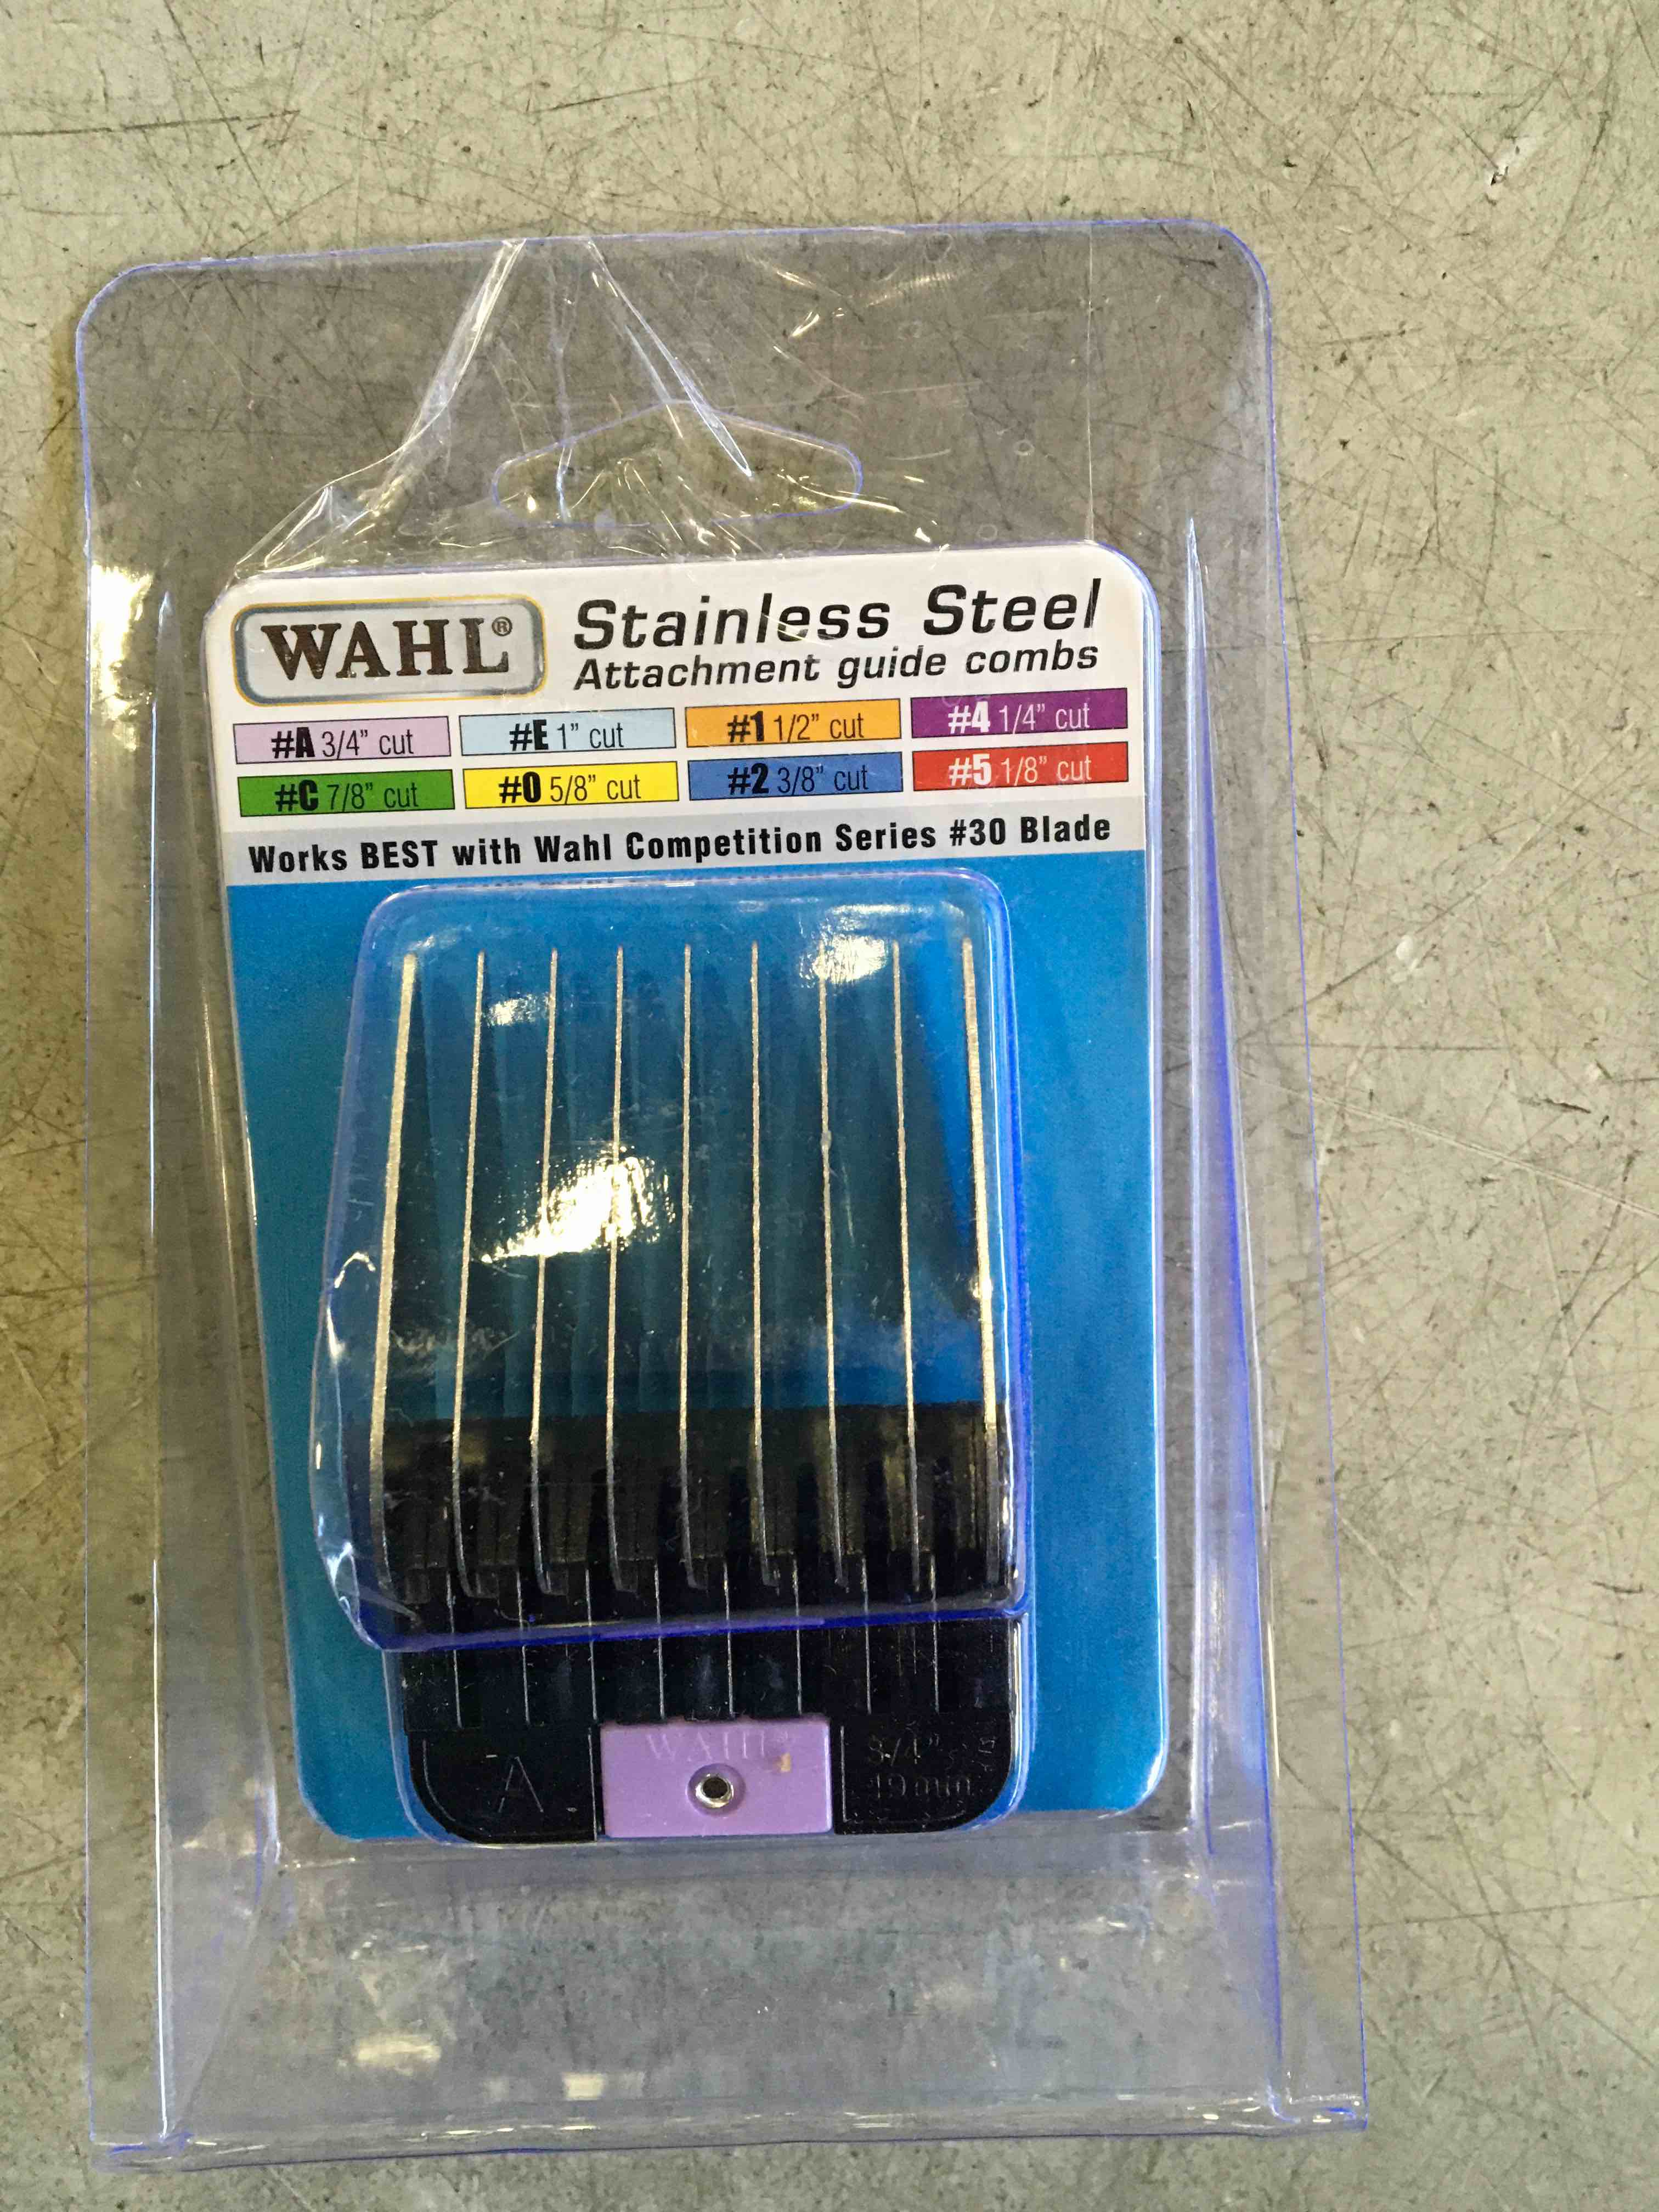 WAHL®
Stainless Steel
Attachment guide combs
#A 3/4” cut
#E 1” cut
#1 1/2” cut
#4 1/4” cut
#C 7/8” cut
#0 5/8” cut
#2 3/8” cut
#5 1/8” cut
Works BEST with Wahl Competition Series #30 Blade
WAHL®
A
3/4”
19mm